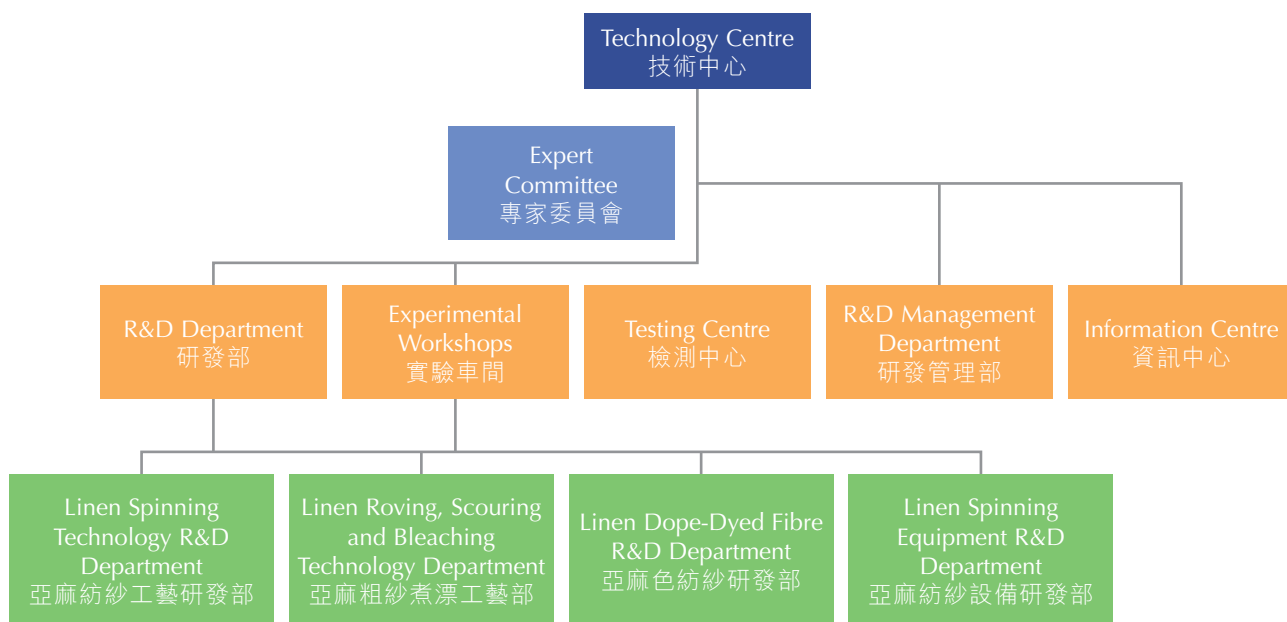 Technology Centre
技術中心
Expert
Committee
專家委員會
R&D Department
研發部
Experimental
Workshops
實驗車間
Testing Centre
檢測中心
R&D Management
Department
研發管理部
Information Centre
資訊中心
Linen Spinning
Technology R&D
Department
亞麻紡紗工藝研發部
Linen Roving, Scouring
and Bleaching
Technology Department
亞麻粗紗煮漂工藝部
Linen Dope-Dyed Fibre
R&D Department
亞麻色紡紗研發部
Linen Spinning
Equipment R&D
Department
亞麻紡紗設備研發部